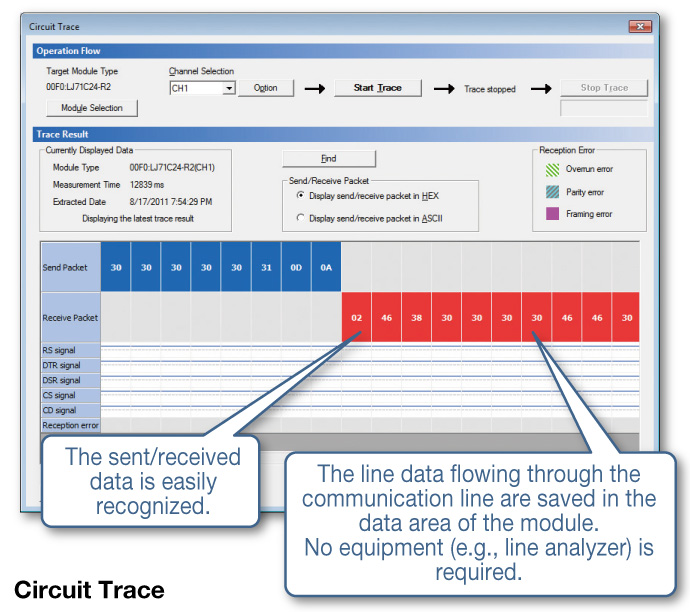 Circuit Trace
Operation Flow
Target Module Type
Channel Selection
00F0:LJ71C24-R2
CH1
Option
Start Trace
Trace stopped
Stop Trace
Module Selection
Trace Result
Currently Displayed Data
Module Type 00F0:LJ71C24-R2(CH1)
Measurement Time 12839 ms
Extracted Date 8/17/2011 7:54:29 PM
Displaying the latest trace result
Find
Send/Receive Packet
Display send/receive packet in HEX
Display send/receive packet in ASCII
Reception Error
Overrun error
Parity error
Framing error
Send Packet 30 30 30 30 30 31 0D 0A
Receive Packet 02 46 38 30 30 30 30 46 46 30
RS signal
DTR signal
DSR signal
CS signal
CD signal
Reception error
The sent/received
data is easily
recognized.
The line data flowing through the
communication line are saved in the
data area of the module.
No equipment (e.g., line analyzer) is
required.
Circuit Trace